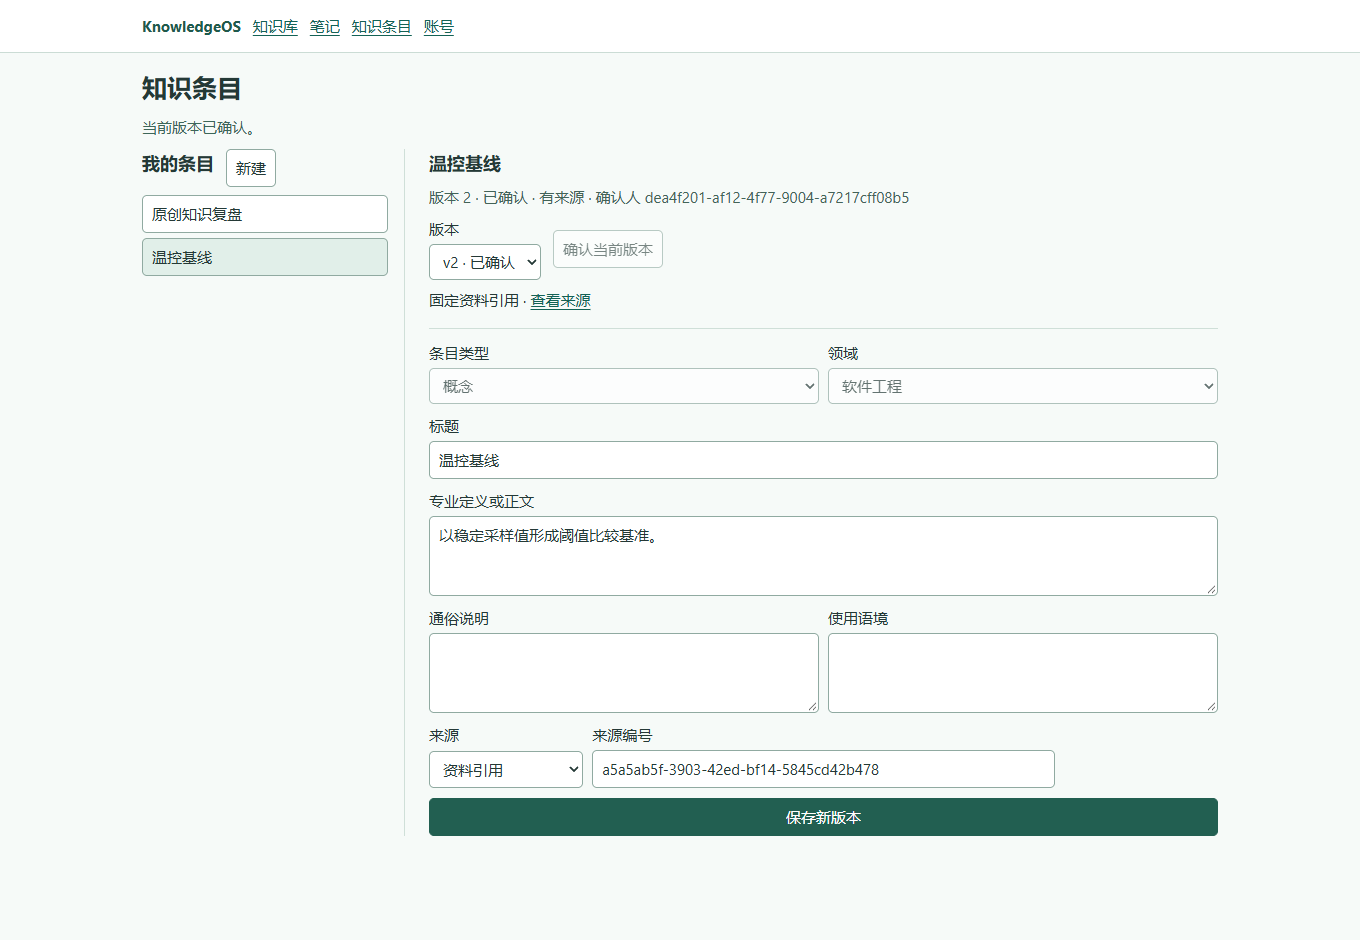 KnowledgeOS 知识库 笔记 知识条目 账号
知识条目
当前版本已确认。
我的条目 新建
原创知识复盘
温控基线
温控基线
版本 2 · 已确认 · 有来源 · 确认人 dea4f201-af12-4f77-9004-a7217cff08b5
版本
v2 · 已确认 确认当前版本
固定资料引用 · 查看来源
条目类型 领域
概念 软件工程
标题
温控基线
专业定义或正文
以稳定采样值形成阈值比较基准。
通俗说明 使用语境
来源 来源编号
资料引用 a5a5ab5f-3903-42ed-bf14-5845cd42b478
保存新版本